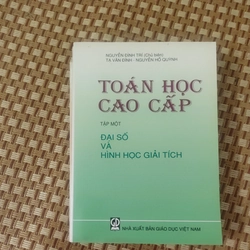 NGUYỄN ĐÌNH TRÍ (Chủ biên)
TẠ VĂN ĐĨNH - NGUYỄN HỒ QUỲNH
TOÁN HỌC
CAO CẤP
TẬP MỘT
ĐẠI SỐ
VÀ
HÌNH HỌC GIẢI TÍCH
NHÀ XUẤT BẢN GIÁO DỤC VIỆT NAM